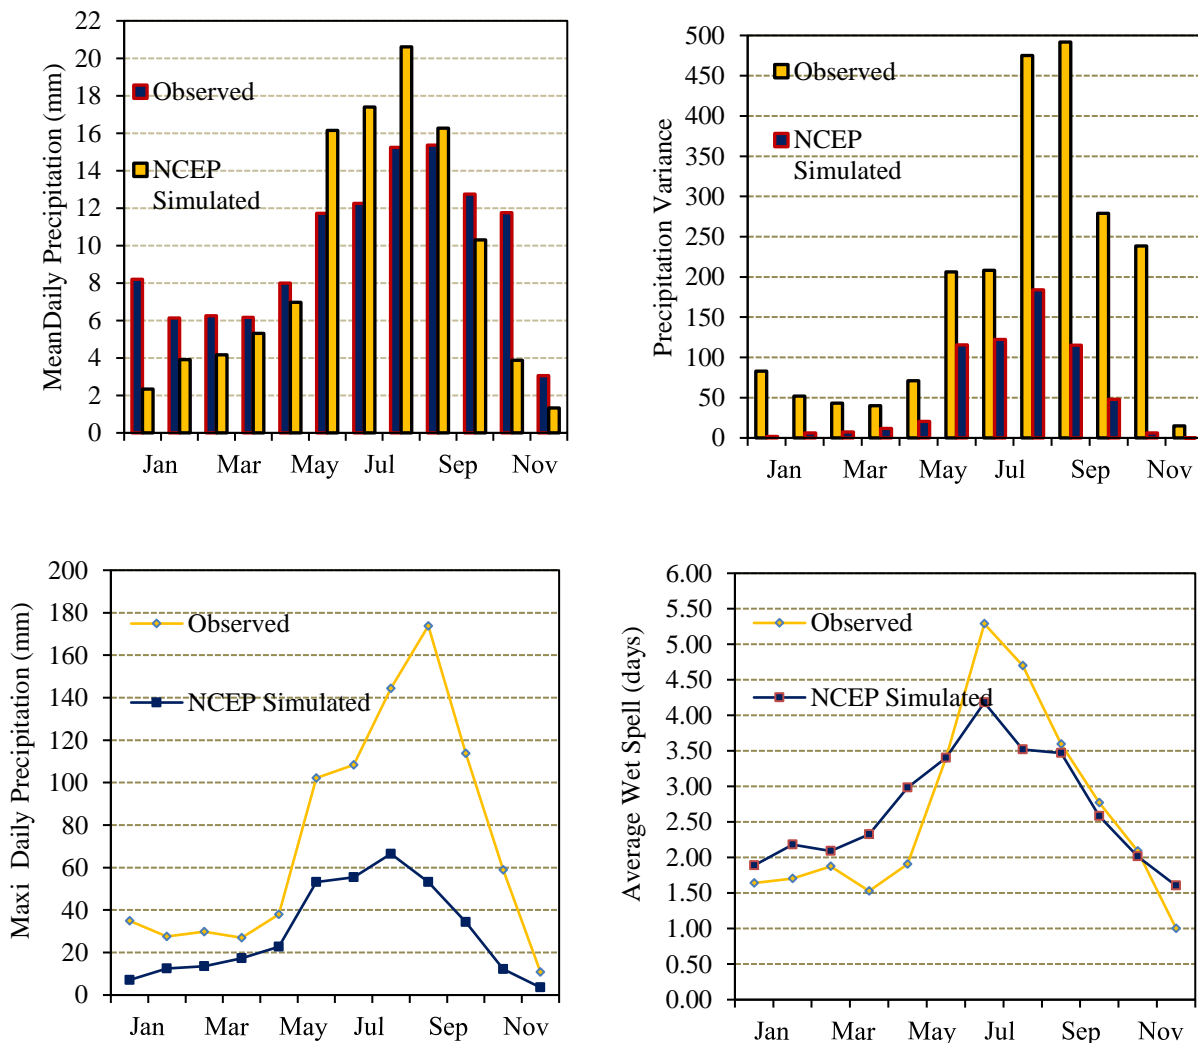 MeanDaily Precipitation (mm)
22
20
18
16
14
12
10
8
6
4
2
0
Observed
NCEP
Simulated
Jan Mar May Jul Sep Nov
Precipitation Variance
500
450
400
350
300
250
200
150
100
50
0
Observed
NCEP
Simulated
Jan Mar May Jul Sep Nov
Maxi Daily Precipitation (mm)
200
180
160
140
120
100
80
60
40
20
0
Observed
NCEP Simulated
Jan Mar May Jul Sep Nov
Average Wet Spell (days)
6.00
5.50
5.00
4.50
4.00
3.50
3.00
2.50
2.00
1.50
1.00
0.50
0.00
Observed
NCEP Simulated
Jan Mar May Jul Sep Nov